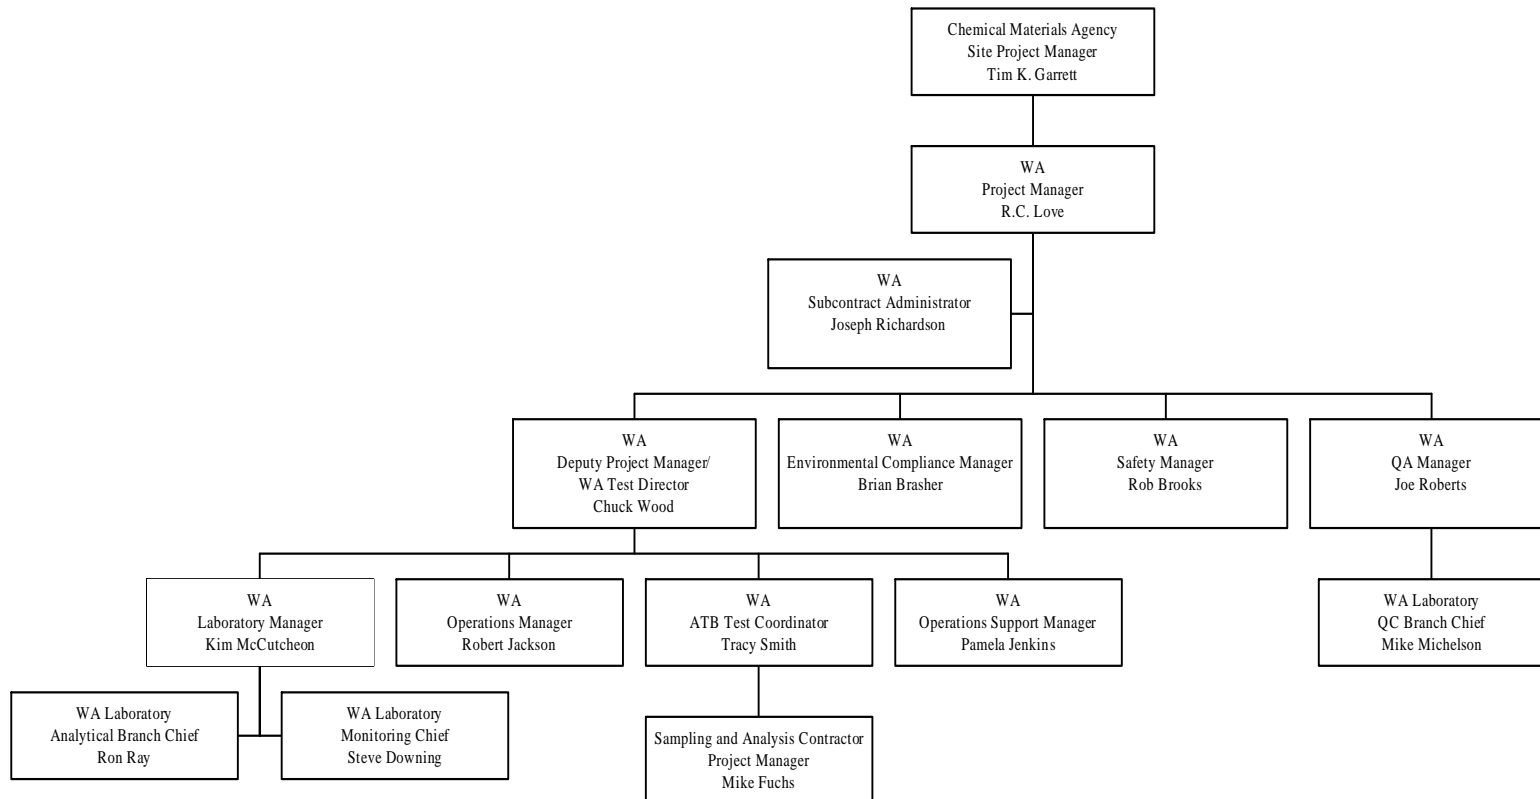 Chemical Materials Agency
Site Project Manager
Tim K. Garrett
WA
Project Manager
R.C. Love
WA
Subcontract Administrator
Joseph Richardson
WA
Deputy Project Manager/
WA Test Director
Chuck Wood
WA
Environmental Compliance Manager
Brian Brasher
WA
Safety Manager
Rob Brooks
WA
QA Manager
Joe Roberts
WA
Laboratory Manager
Kim McCutcheon
WA
Operations Manager
Robert Jackson
WA
ATB Test Coordinator
Tracy Smith
WA
Operations Support Manager
Pamela Jenkins
WA Laboratory
QC Branch Chief
Mike Michelson
WA Laboratory
Analytical Branch Chief
Ron Ray
WA Laboratory
Monitoring Chief
Steve Downing
Sampling and Analysis Contractor
Project Manager
Mike Fuchs